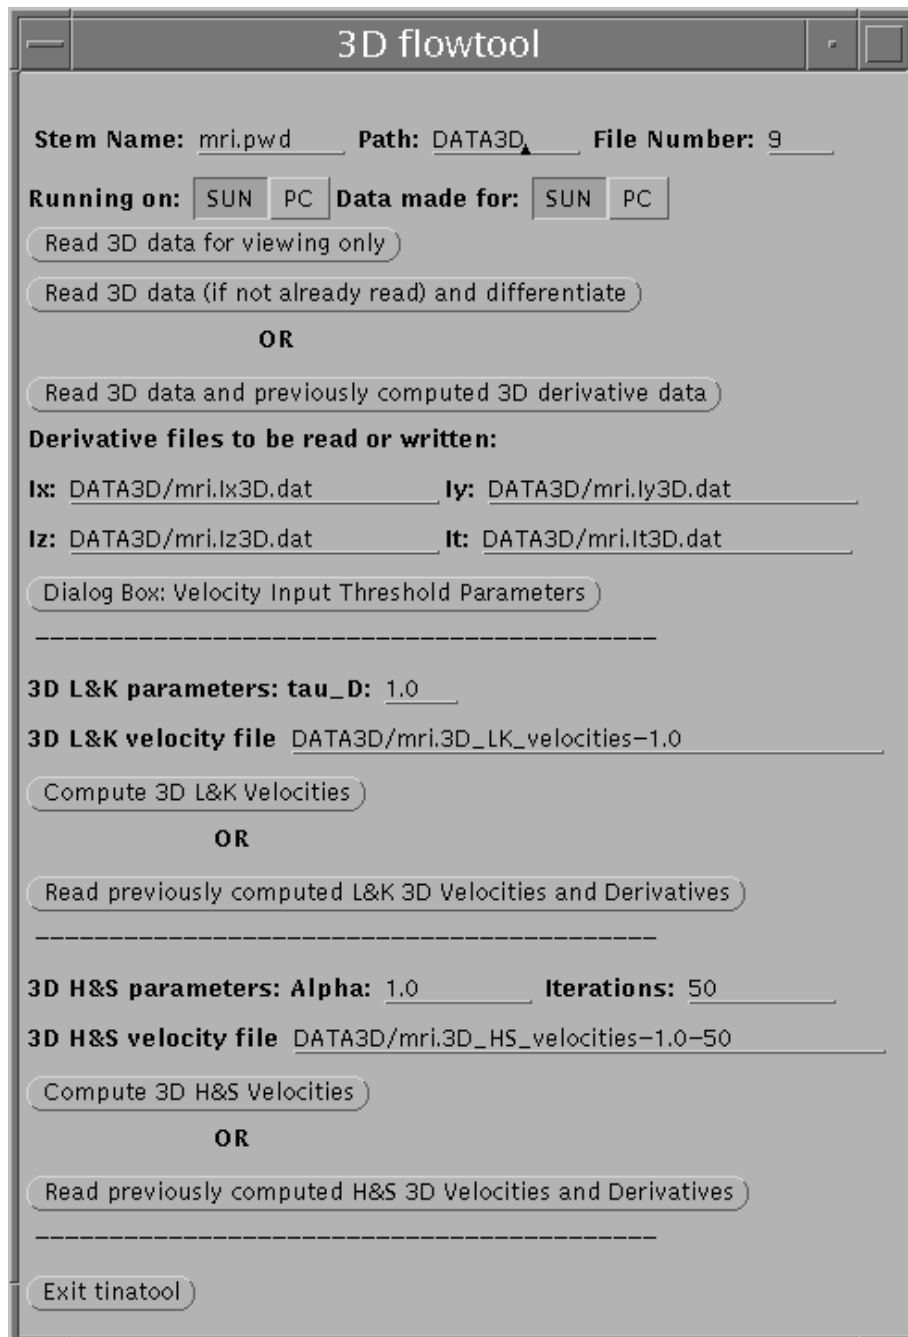 3D flowtool
Stem Name: mri.pwd Path: DATA3D File Number: 9
Running on: SUN PC Data made for: SUN PC
Read 3D data for viewing only
Read 3D data (if not already read) and differentiate
OR
Read 3D data and previously computed 3D derivative data
Derivative files to be read or written:
Ix: DATA3D/mri.Ix3D.dat Iy: DATA3D/mri.Iy3D.dat
Iz: DATA3D/mri.Iz3D.dat It: DATA3D/mri.It3D.dat
Dialog Box: Velocity Input Threshold Parameters
------------------------------------------
3D L&K parameters: tau_D: 1.0
3D L&K velocity file DATA3D/mri.3D_LK_velocities-1.0
Compute 3D L&K Velocities
OR
Read previously computed L&K 3D Velocities and Derivatives
------------------------------------------
3D H&S parameters: Alpha: 1.0 Iterations: 50
3D H&S velocity file DATA3D/mri.3D_HS_velocities-1.0-50
Compute 3D H&S Velocities
OR
Read previously computed H&S 3D Velocities and Derivatives
------------------------------------------
Exit tinatool